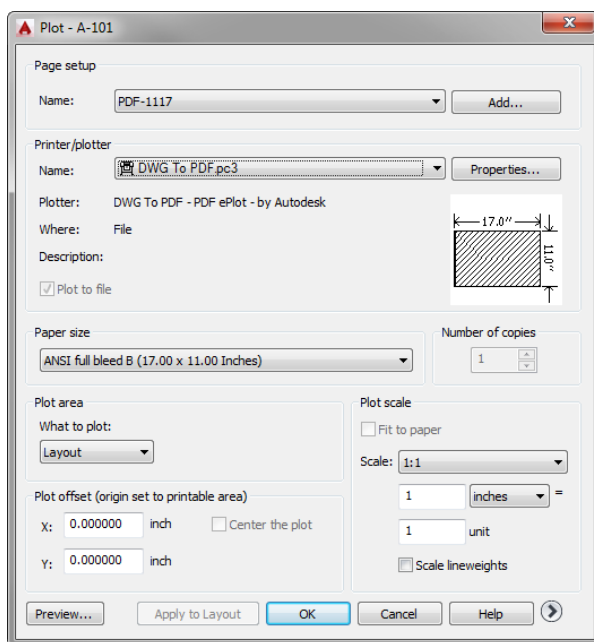 Plot - A-101
Page setup
Name: PDF-1117 Add...
Printer/plotter
Name: DWG To PDF.pc3 Properties...
Plotter: DWG To PDF - PDF ePlot - by Autodesk
Where: File
Description:
Plot to file
17.0"
11.0"
Paper size
ANSI full bleed B (17.00 x 11.00 Inches)
Number of copies
1
Plot area
What to plot:
Layout
Plot scale
Fit to paper
Scale: 1:1
1 inches =
1 unit
Scale lineweights
Plot offset (origin set to printable area)
X: 0.000000 inch Center the plot
Y: 0.000000 inch
Preview... Apply to Layout OK Cancel Help